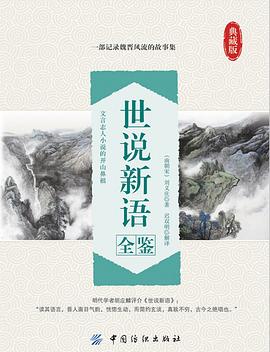 一部记录魏晋风流的故事集
典藏版
世说新语
全鉴
文言志人小说的开山鼻祖
（南朝宋）刘义庆◎著
迟双明◎解译
明代学者胡应麟评介《世说新语》：
“读其语言，晋人面目气韵，恍惚生动，而简约玄澹，真致不穷，古今之绝唱也。”
中国纺织出版社